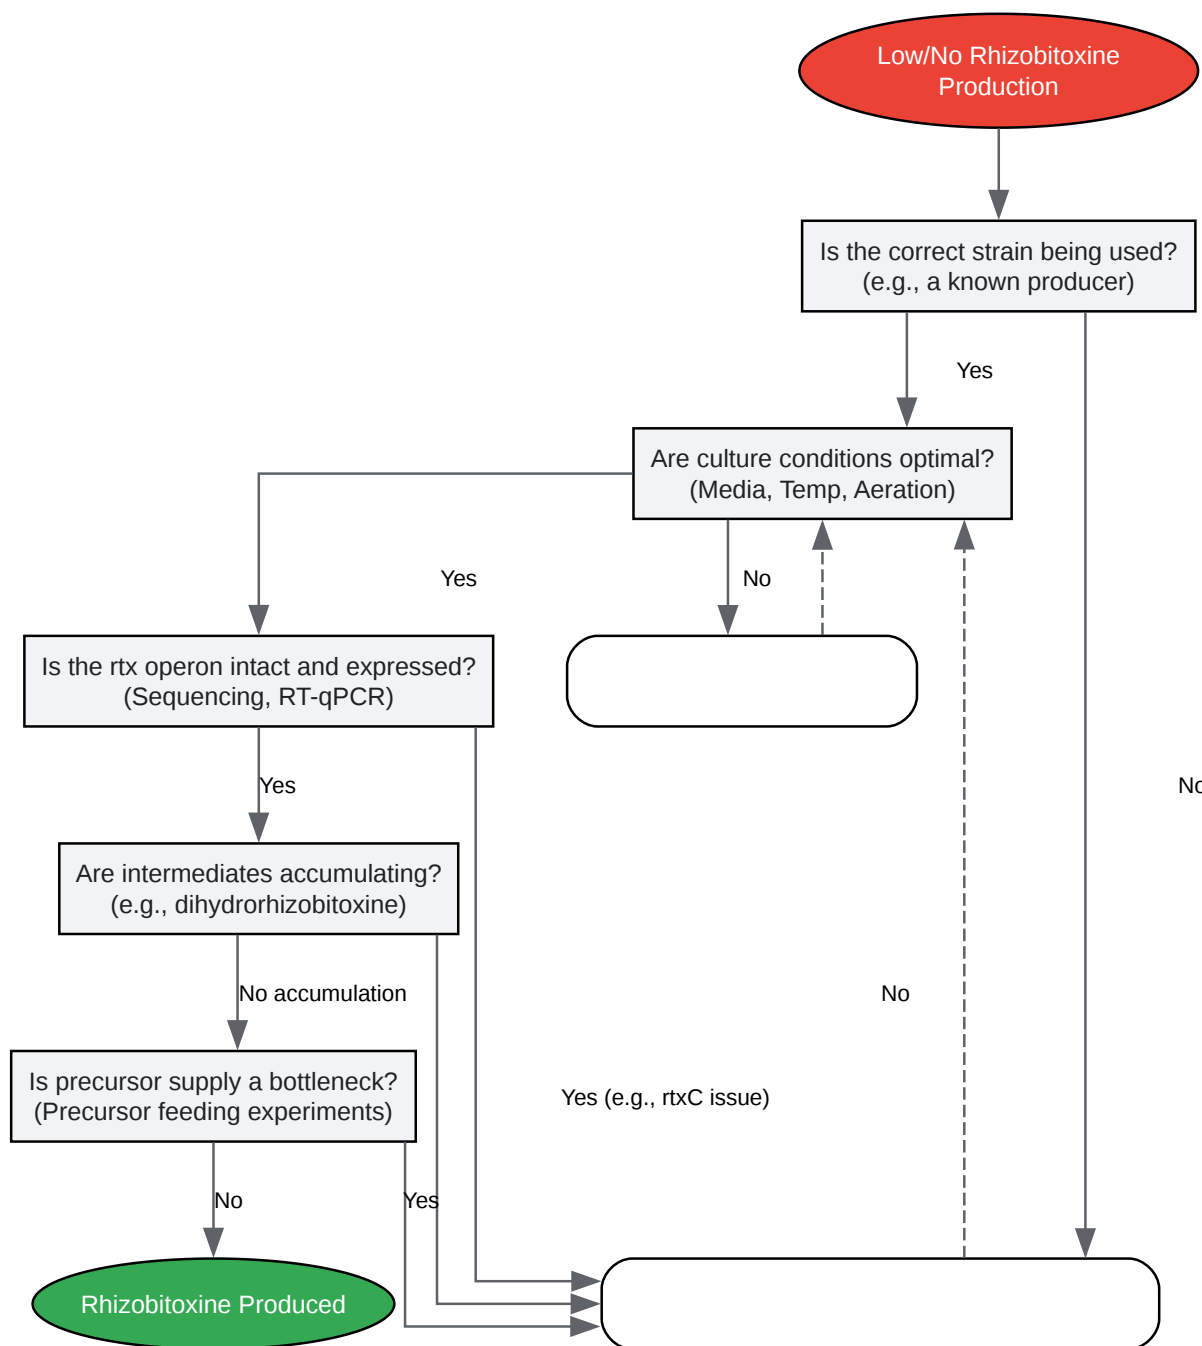 Low/No Rhizobitoxine
Production
Is the correct strain being used?
(e.g., a known producer)
Yes
Are culture conditions optimal?
(Media, Temp, Aeration)
Yes
No
Is the rtx operon intact and expressed?
(Sequencing, RT-qPCR)
Yes
No
Are intermediates accumulating?
(e.g., dihydrorhizobitoxine)
No accumulation
No
Is precursor supply a bottleneck?
(Precursor feeding experiments)
Yes (e.g., rtxC issue)
No
Yes
Rhizobitoxine Produced